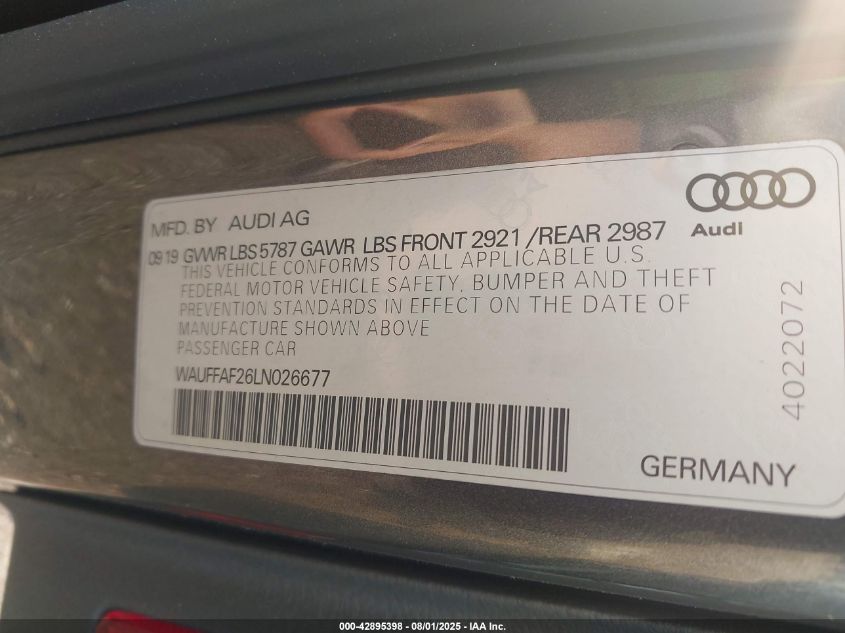 MFD. BY AUDI AG
Audi
09 19 GVWR LBS 5787 GAWR LBS FRONT 2921 / REAR 2987
THIS VEHICLE CONFORMS TO ALL APPLICABLE U.S.
FEDERAL MOTOR VEHICLE SAFETY, BUMPER AND THEFT
PREVENTION STANDARDS IN EFFECT ON THE DATE OF
MANUFACTURE SHOWN ABOVE
PASSENGER CAR
WAUFFAF26LN026677
4022072
GERMANY
000-42895398 - 08/01/2025 - IAA Inc.